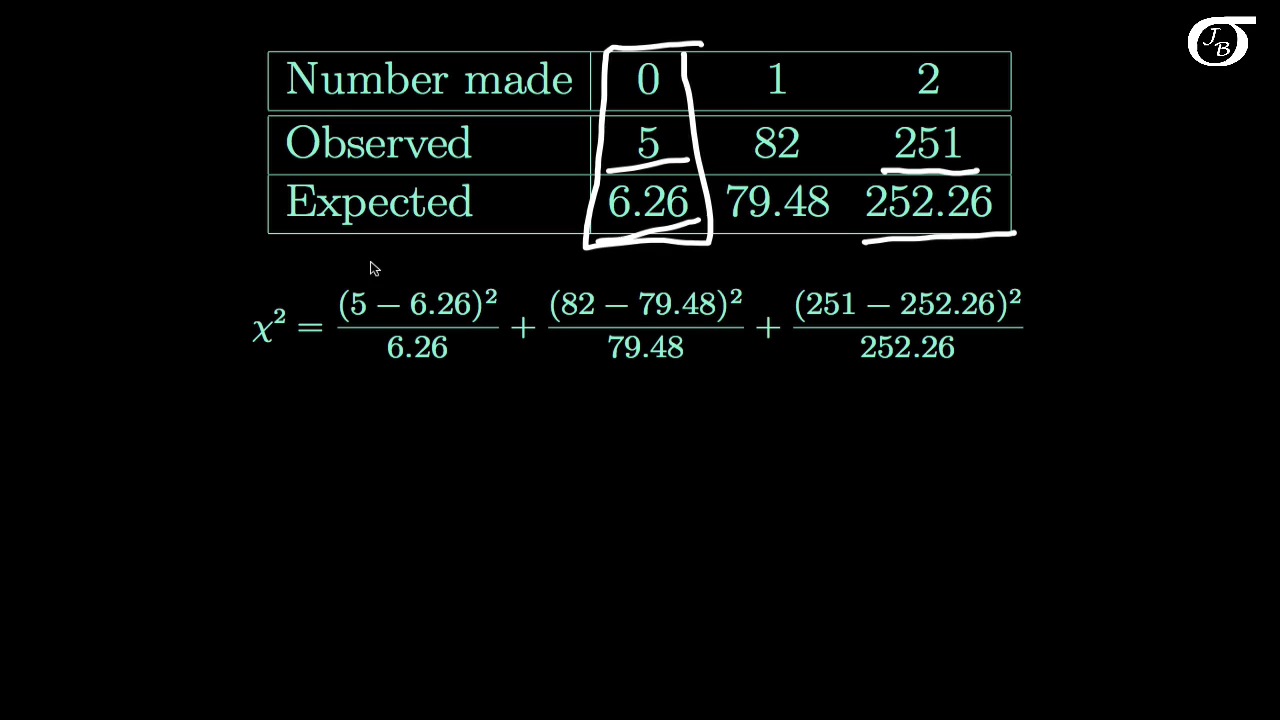 JB
Number made 0 1 2
Observed 5 82 251
Expected 6.26 79.48 252.26
χ² = (5 − 6.26)²/6.26 + (82 − 79.48)²/79.48 + (251 − 252.26)²/252.26